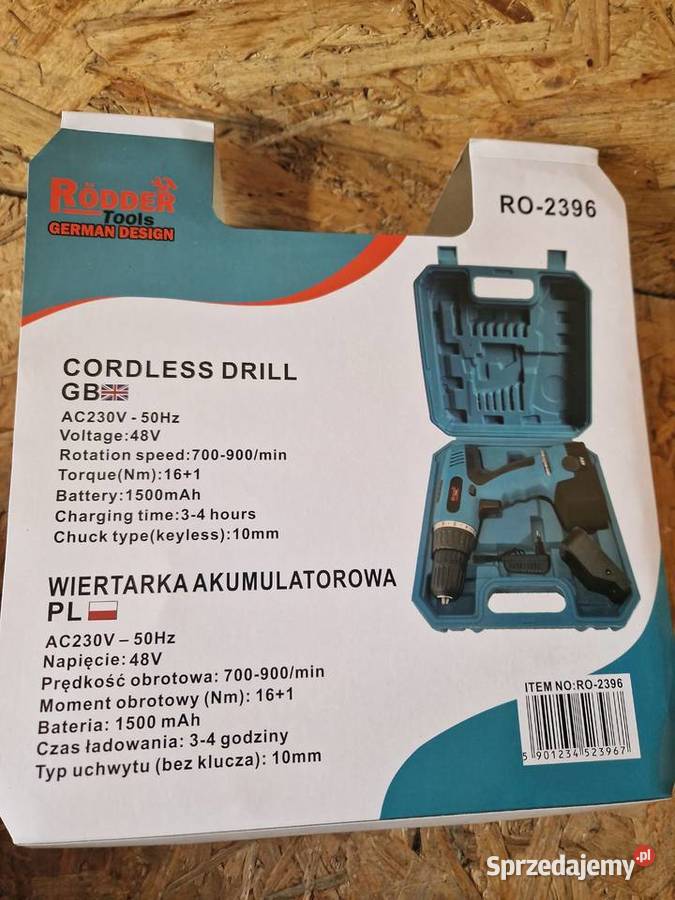 RÖDDER
Tools
GERMAN DESIGN
RO-2396
CORDLESS DRILL
GB
AC230V - 50Hz
Voltage:48V
Rotation speed:700-900/min
Torque(Nm):16+1
Battery:1500mAh
Charging time:3-4 hours
Chuck type(keyless):10mm
WIERTARKA AKUMULATOROWA
PL
AC230V – 50Hz
Napięcie: 48V
Prędkość obrotowa: 700-900/min
Moment obrotowy (Nm): 16+1
Bateria: 1500 mAh
Czas ładowania: 3-4 godziny
Typ uchwytu (bez klucza): 10mm
ITEM NO:RO-2396
5 901234 523967
Sprzedajemy.pl